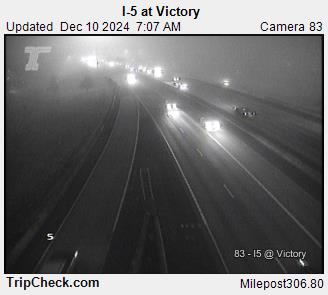 I-5 at Victory
Updated Dec 10 2024 7:07 AM Camera 83
T
S
83 - I5 @ Victory
TripCheck.com Milepost306.80